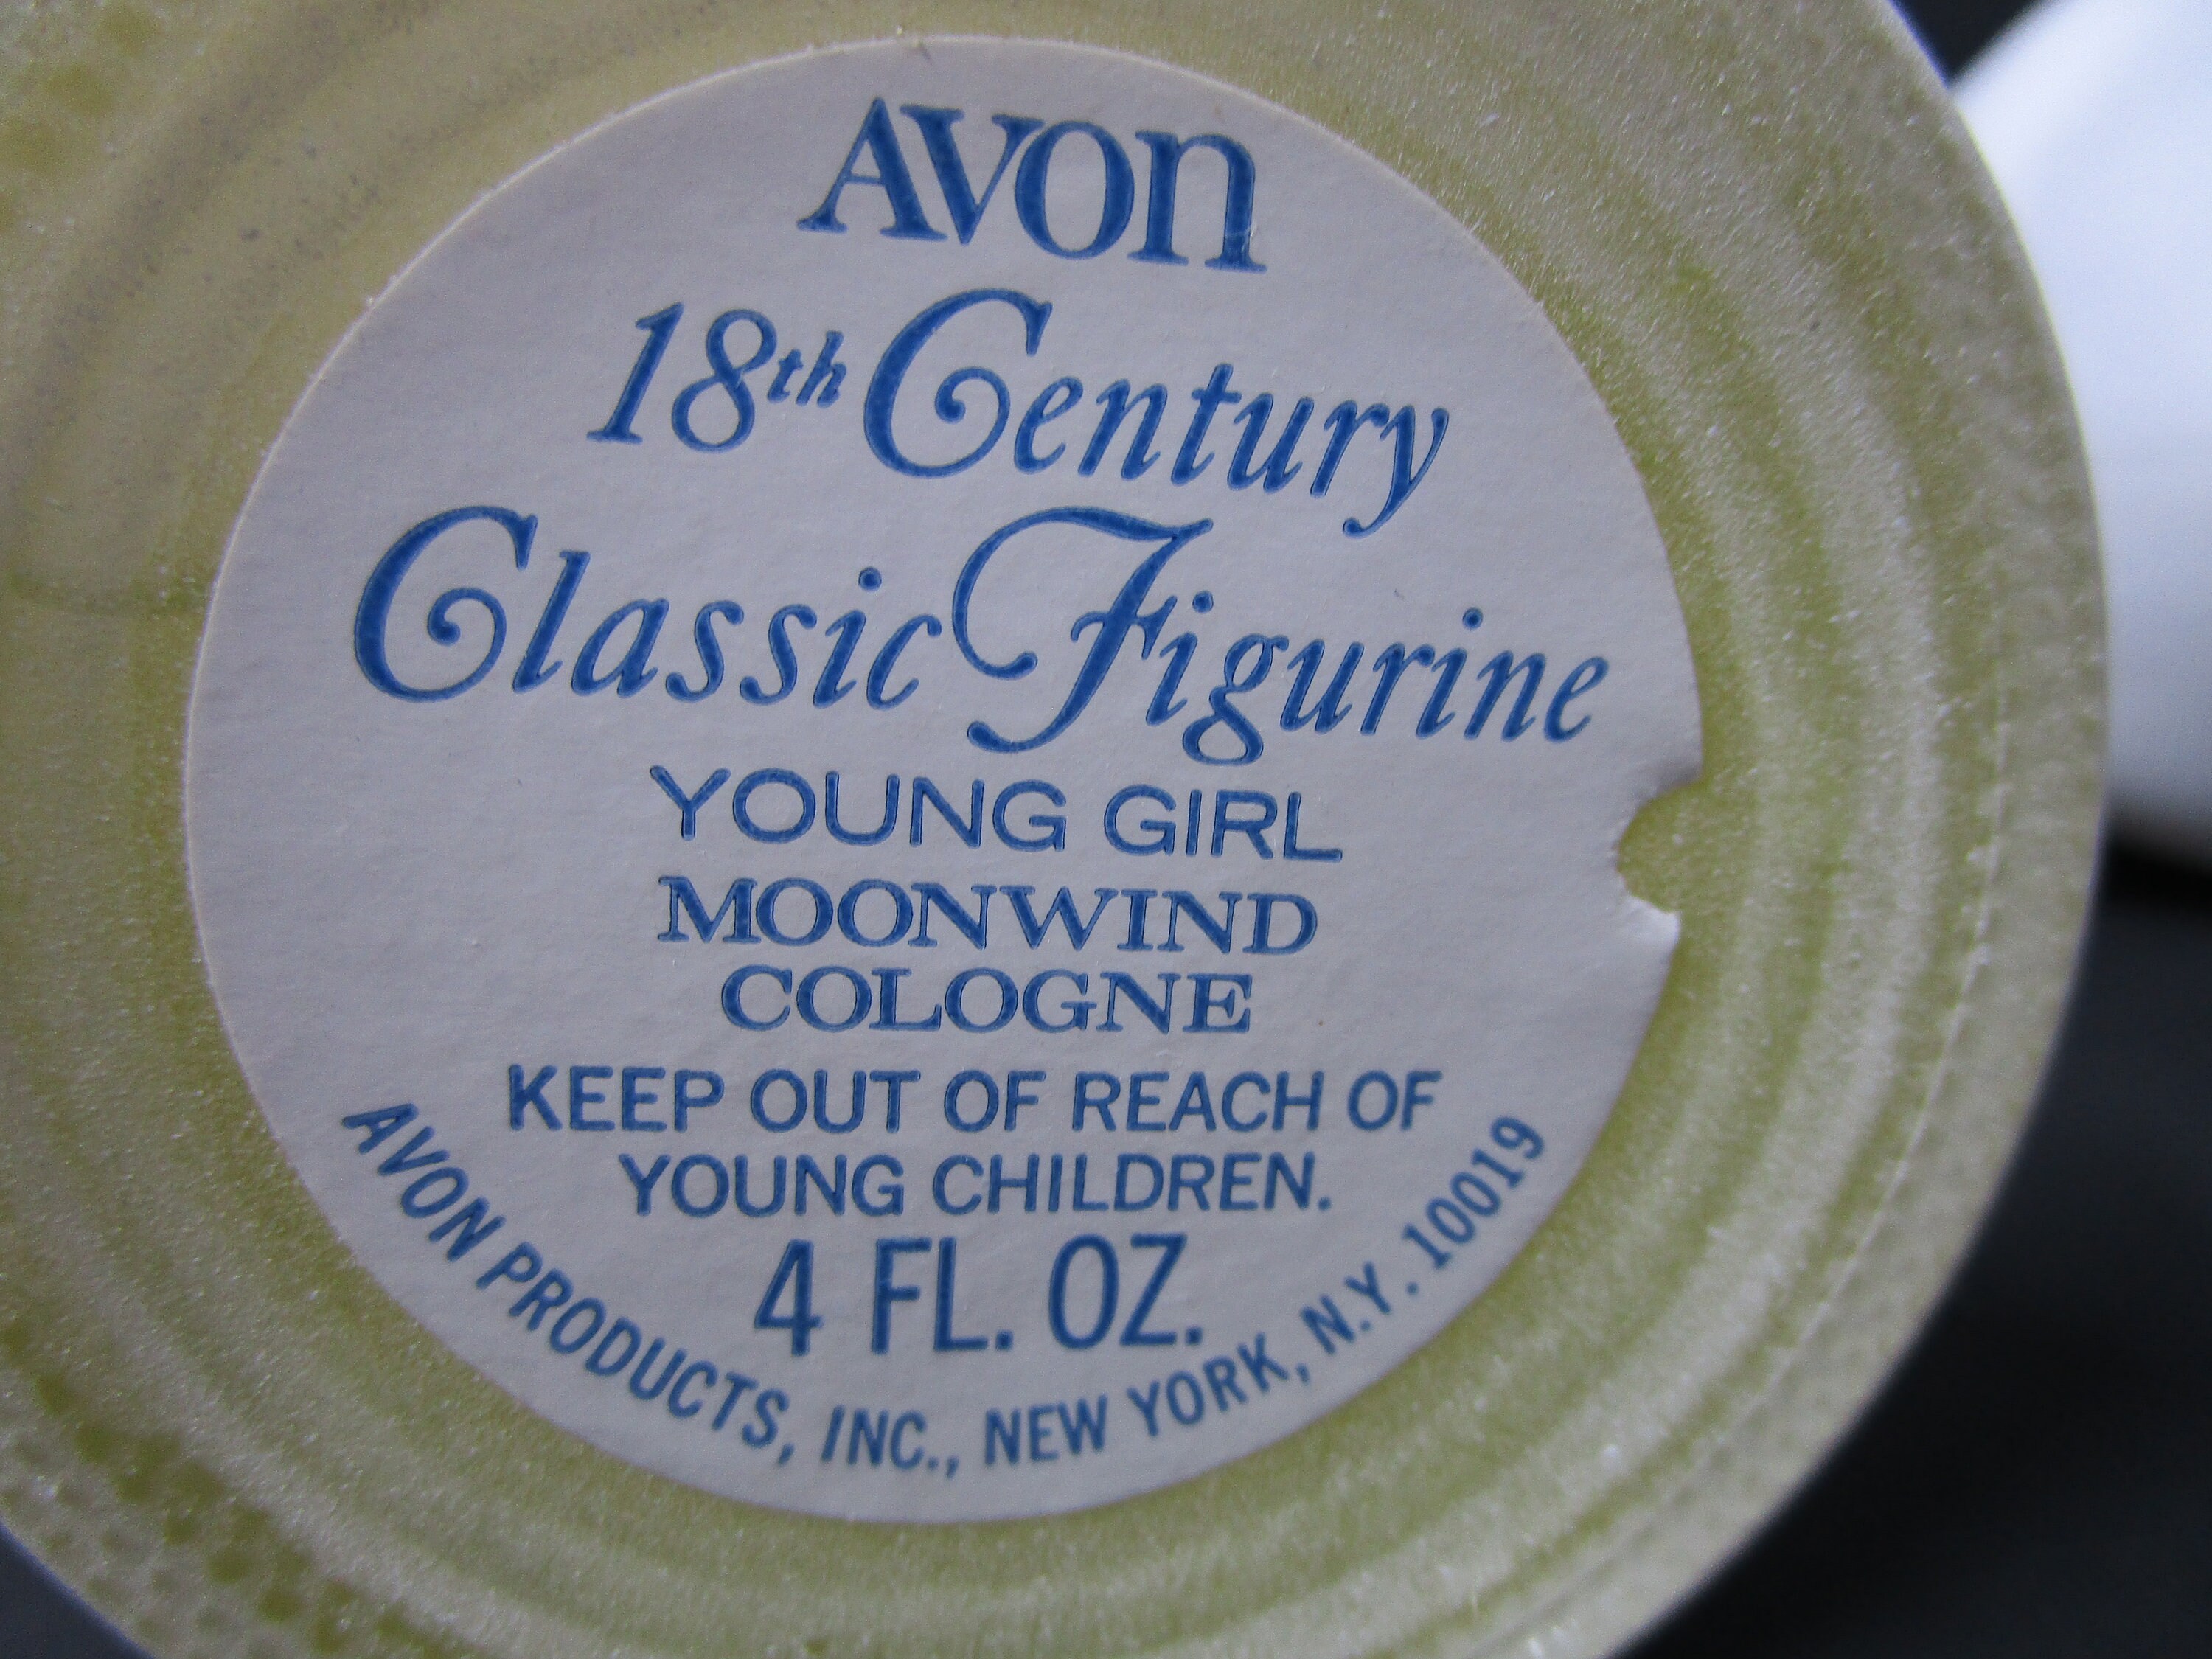 AVON
18th Century
Classic Figurine
YOUNG GIRL
MOONWIND
COLOGNE
KEEP OUT OF REACH OF
YOUNG CHILDREN.
4 FL. OZ.
AVON PRODUCTS, INC., NEW YORK, N.Y. 10019